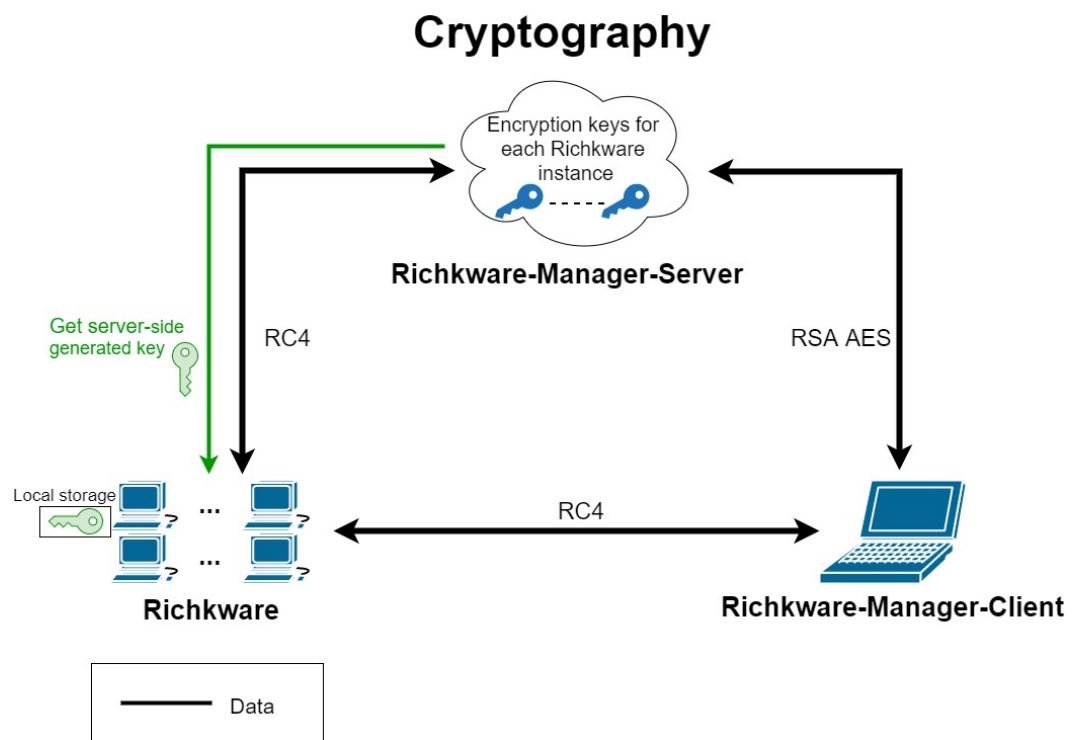 Cryptography
Encryption keys for
each Richkware
instance
Richkware-Manager-Server
Get server-side
generated key
RC4
RSA AES
Local storage
...
...
RC4
...
...
Richkware
Richkware-Manager-Client
Data